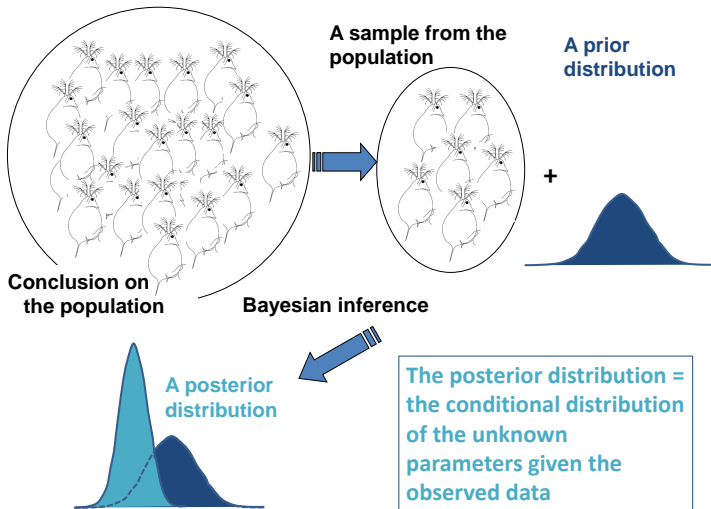 A sample from the
population
A prior
distribution
+
Conclusion on
the population
Bayesian inference
A posterior
distribution
The posterior distribution =
the conditional distribution
of the unknown
parameters given the
observed data